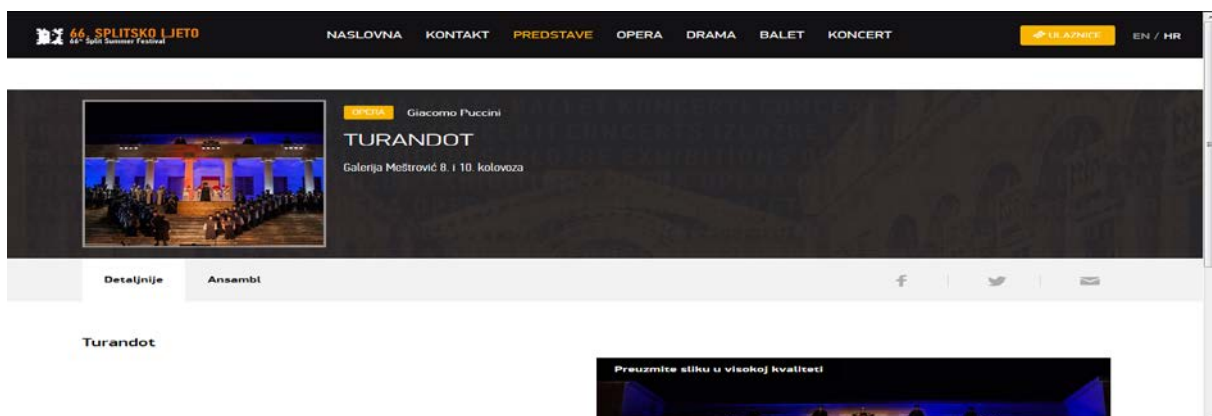 66. SPLITSKO LJETO
66th Split Summer Festival
NASLOVNA KONTAKT PREDSTAVE OPERA DRAMA BALET KONCERT
ULAZNICE
EN / HR
OPERA Giacomo Puccini
TURANDOT
Galerija Meštrović 8. i 10. kolovoza
Detaljnije Ansambl
Turandot
Preuzmite sliku u visokoj kvaliteti